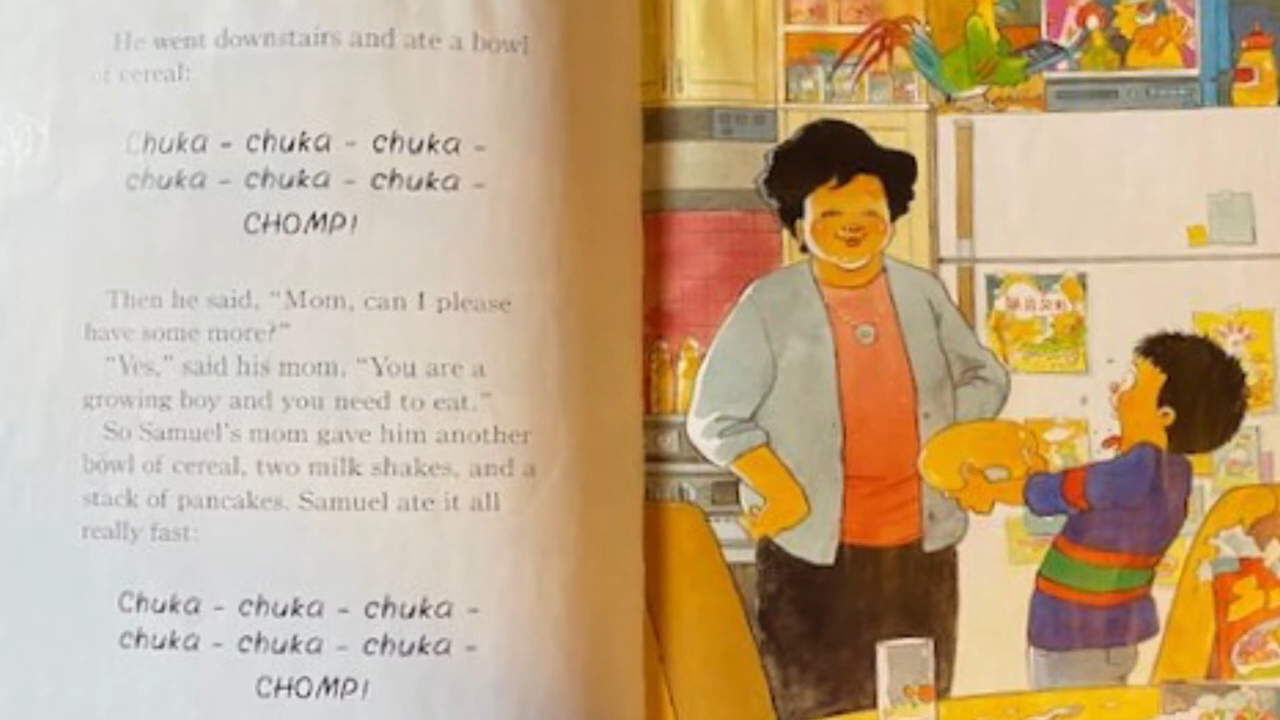 He went downstairs and ate a bowl
of cereal:
Chuka - chuka - chuka -
chuka - chuka - chuka -
CHOMP!
Then he said, “Mom, can I please
have some more?”
“Yes,” said his mom. “You are a
growing boy and you need to eat.”
So Samuel’s mom gave him another
bowl of cereal, two milk shakes, and a
stack of pancakes. Samuel ate it all
really fast:
Chuka - chuka - chuka -
chuka - chuka - chuka -
CHOMP!